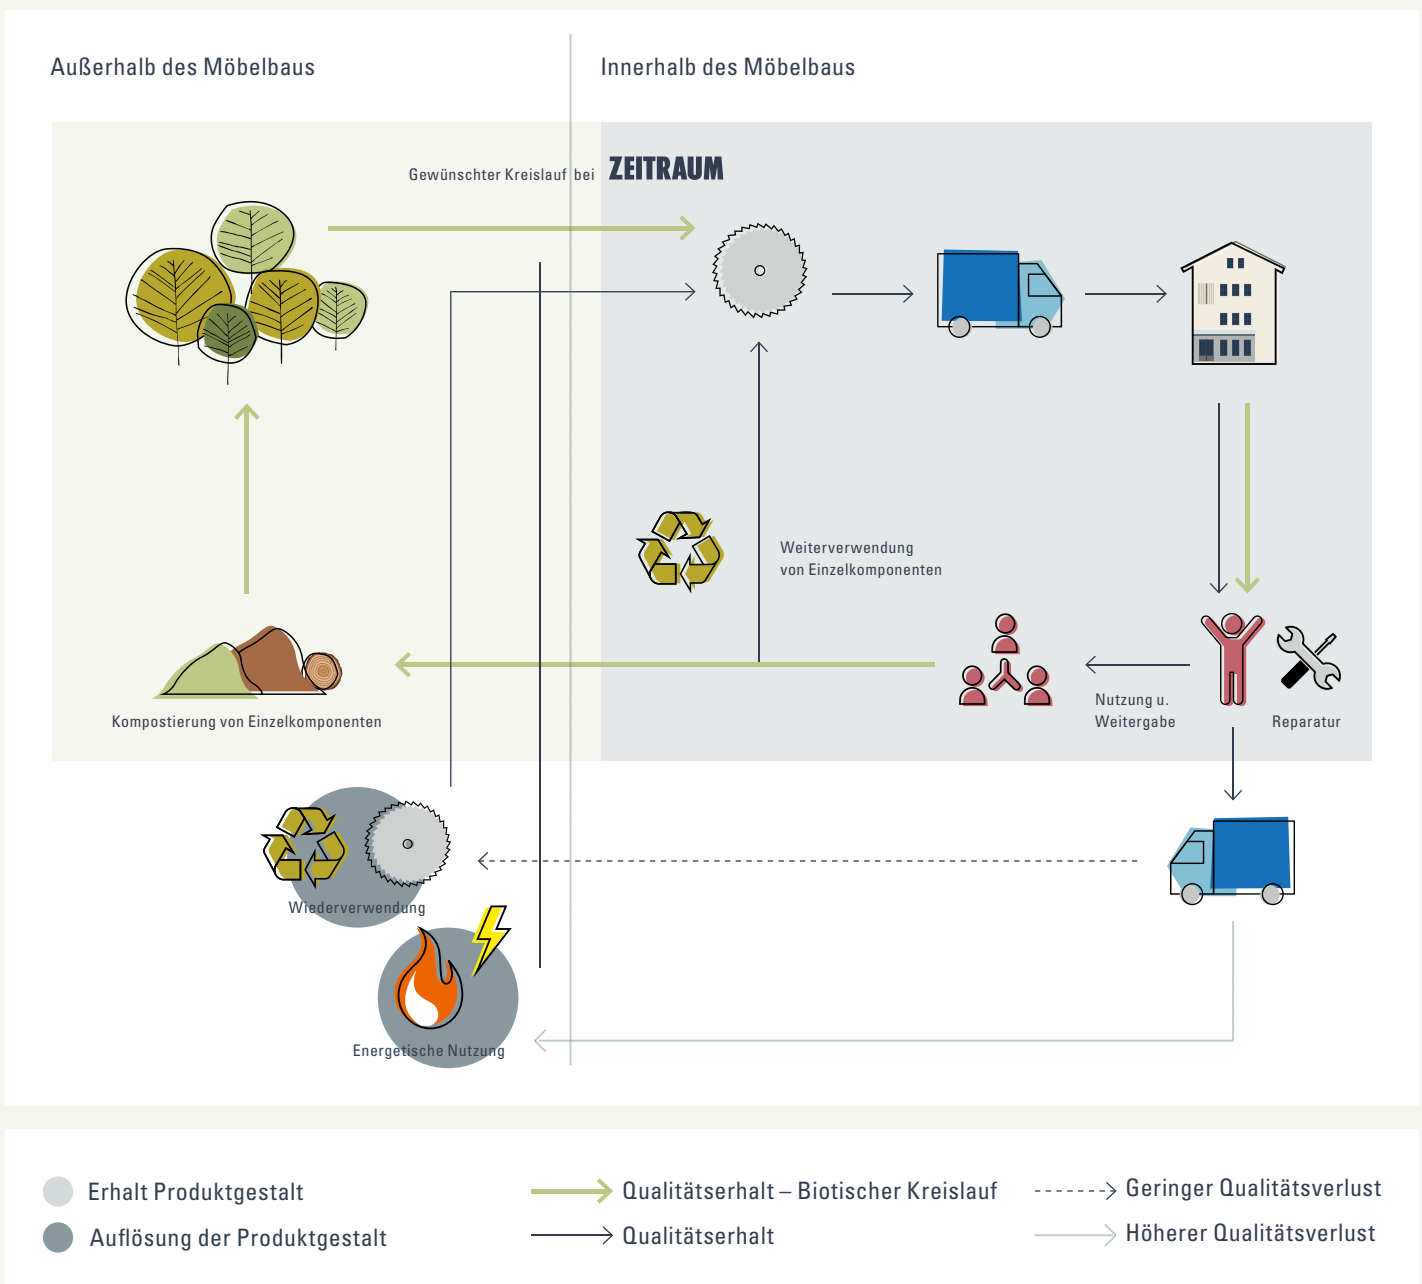 Außerhalb des Möbelbaus
Innerhalb des Möbelbaus
Gewünschter Kreislauf bei ZEITRAUM
Weiterverwendung
von Einzelkomponenten
Nutzung u.
Weitergabe
Reparatur
Kompostierung von Einzelkomponenten
Wiederverwendung
Energetische Nutzung
Erhalt Produktgestalt
Auflösung der Produktgestalt
Qualitätserhalt – Biotischer Kreislauf
Qualitätserhalt
Geringer Qualitätsverlust
Höherer Qualitätsverlust